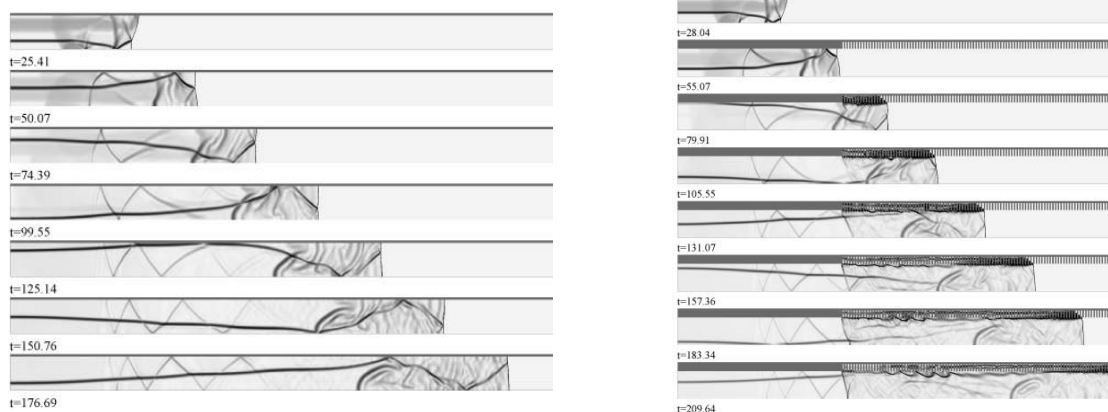 t=25.41
t=50.07
t=74.39
t=99.55
t=125.14
t=150.76
t=176.69
t=28.04
t=55.07
t=79.91
t=105.55
t=131.07
t=157.36
t=183.34
t=209.64